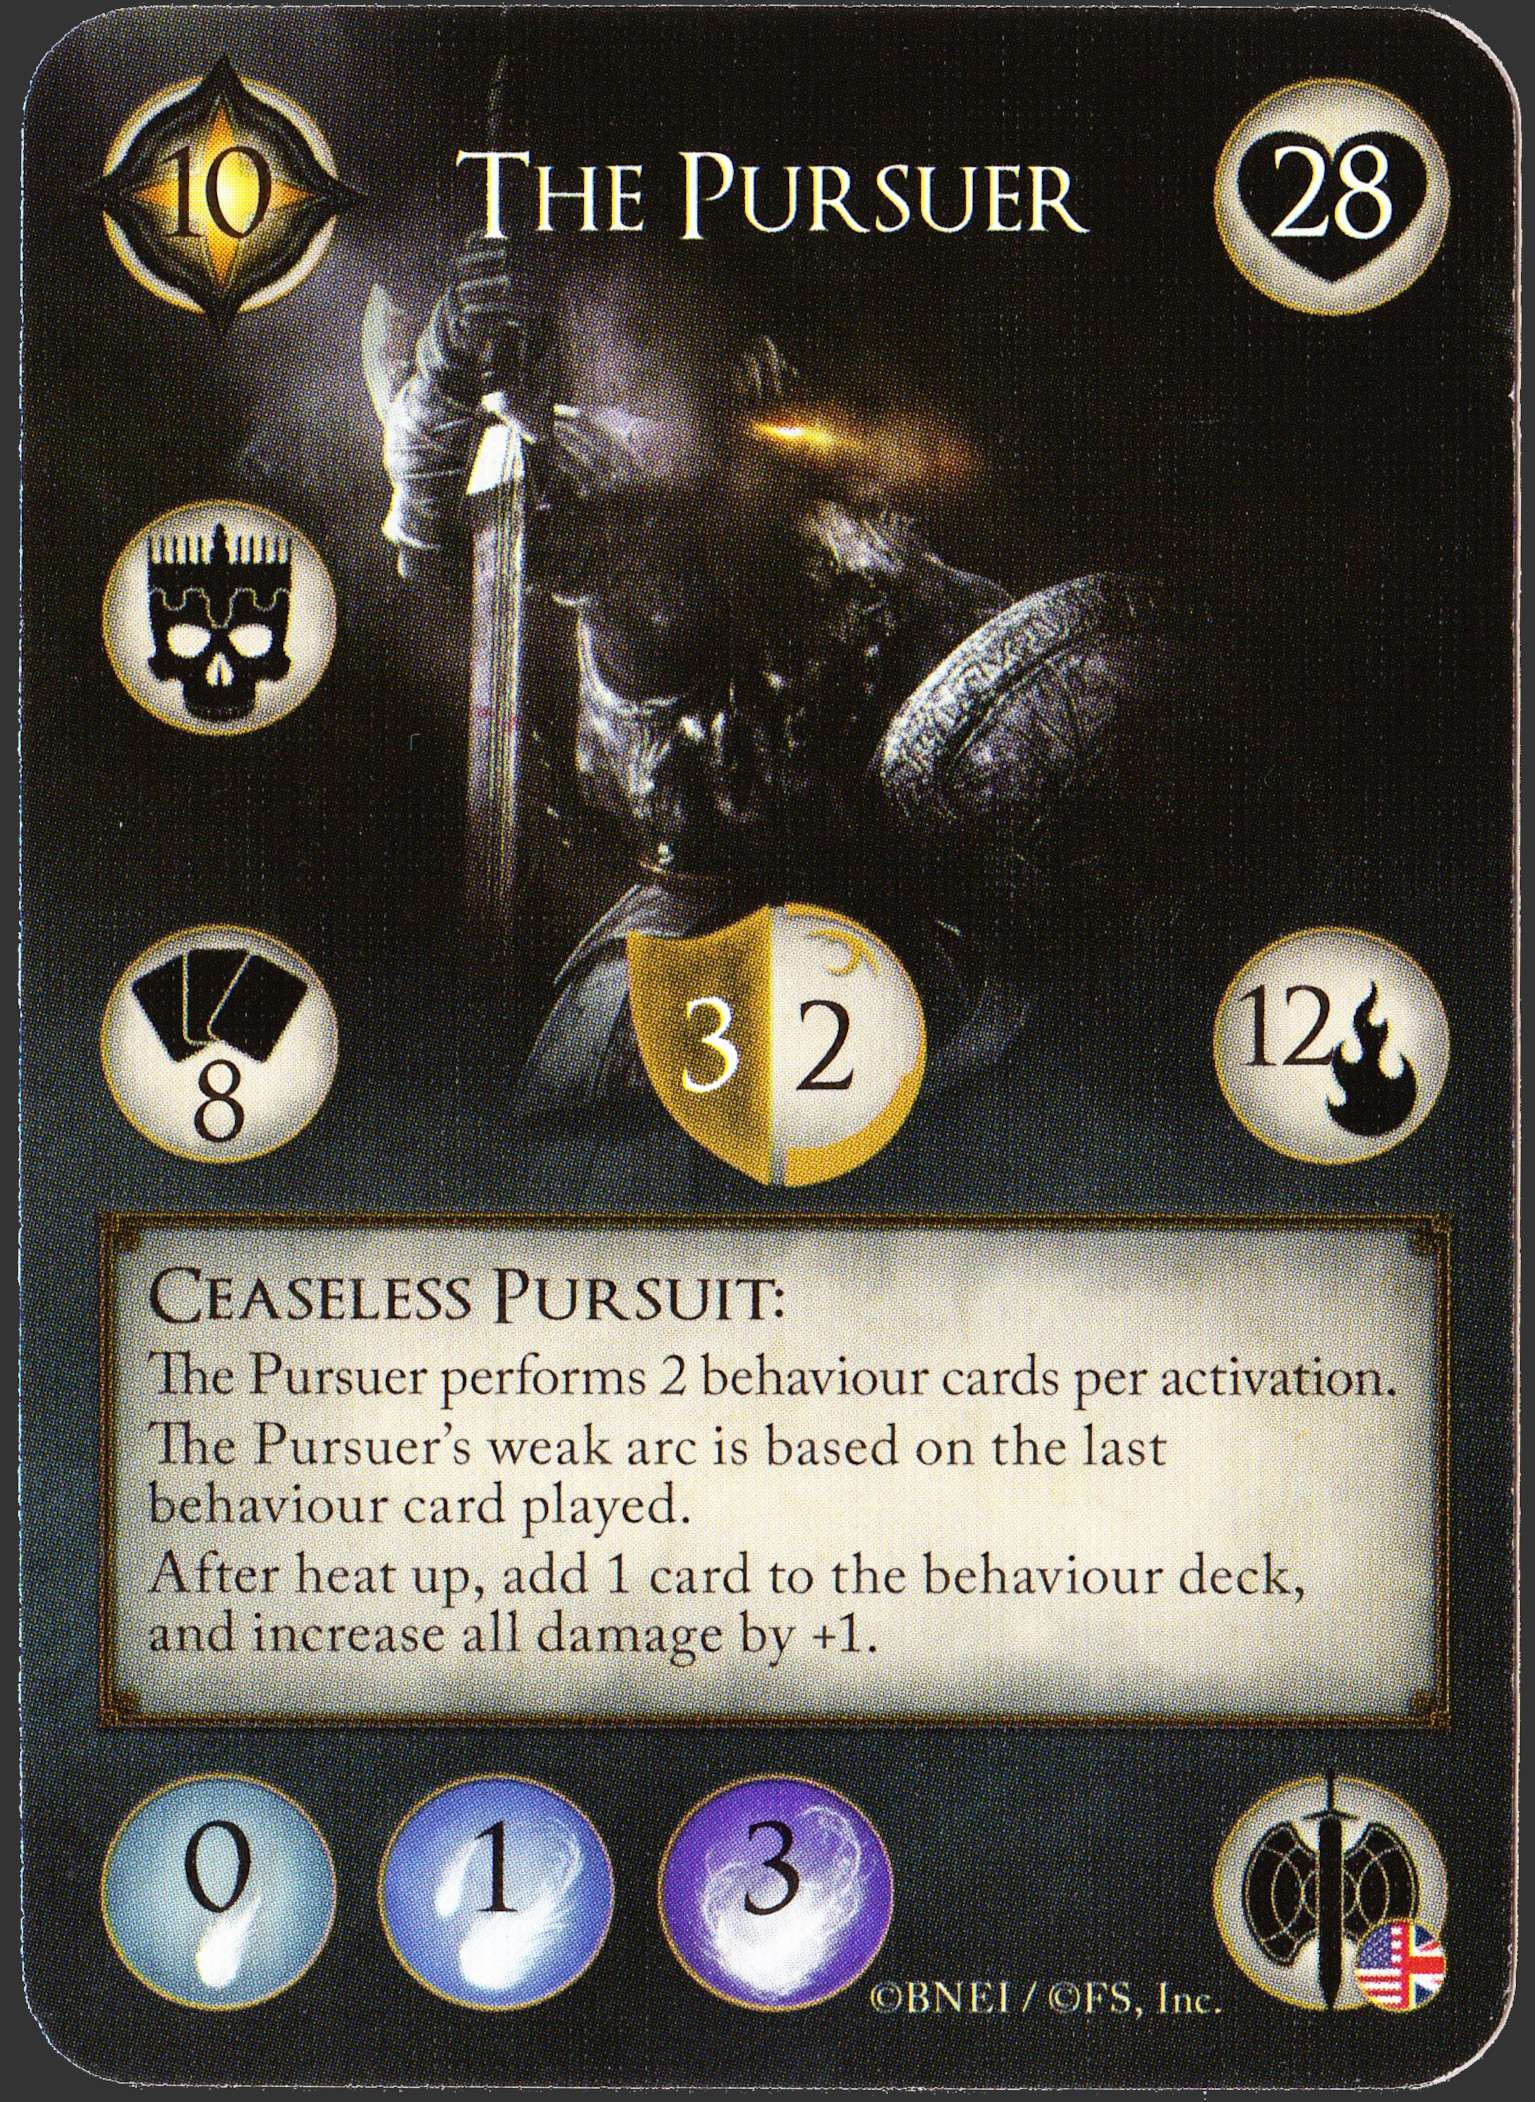 10
THE PURSUER
28
8
3
2
12
CEASELESS PURSUIT:
The Pursuer performs 2 behaviour cards per activation.
The Pursuer's weak arc is based on the last
behaviour card played.
After heat up, add 1 card to the behaviour deck,
and increase all damage by +1.
0
1
3
©BNEI / ©FS, Inc.